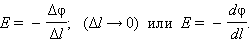 E = − Δφ/Δl, (Δl → 0) или E = − dφ/dl.